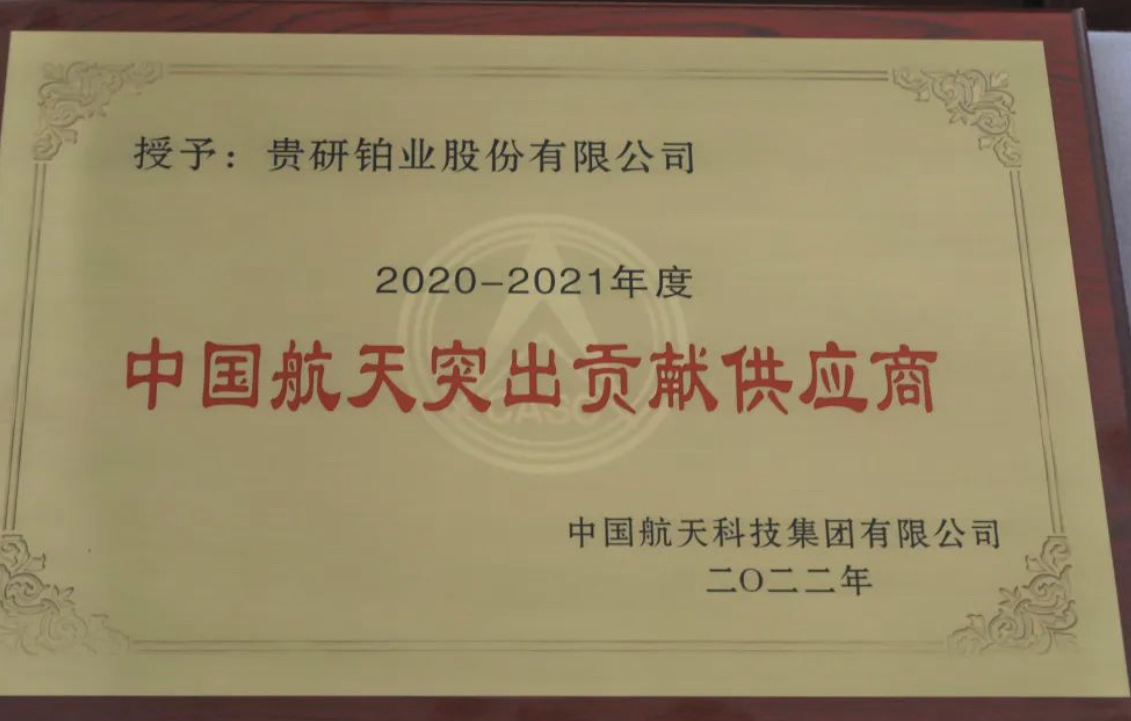 授予：贵研铂业股份有限公司
2020-2021年度
中国航天突出贡献供应商
CASC
中国航天科技集团有限公司
二〇二二年